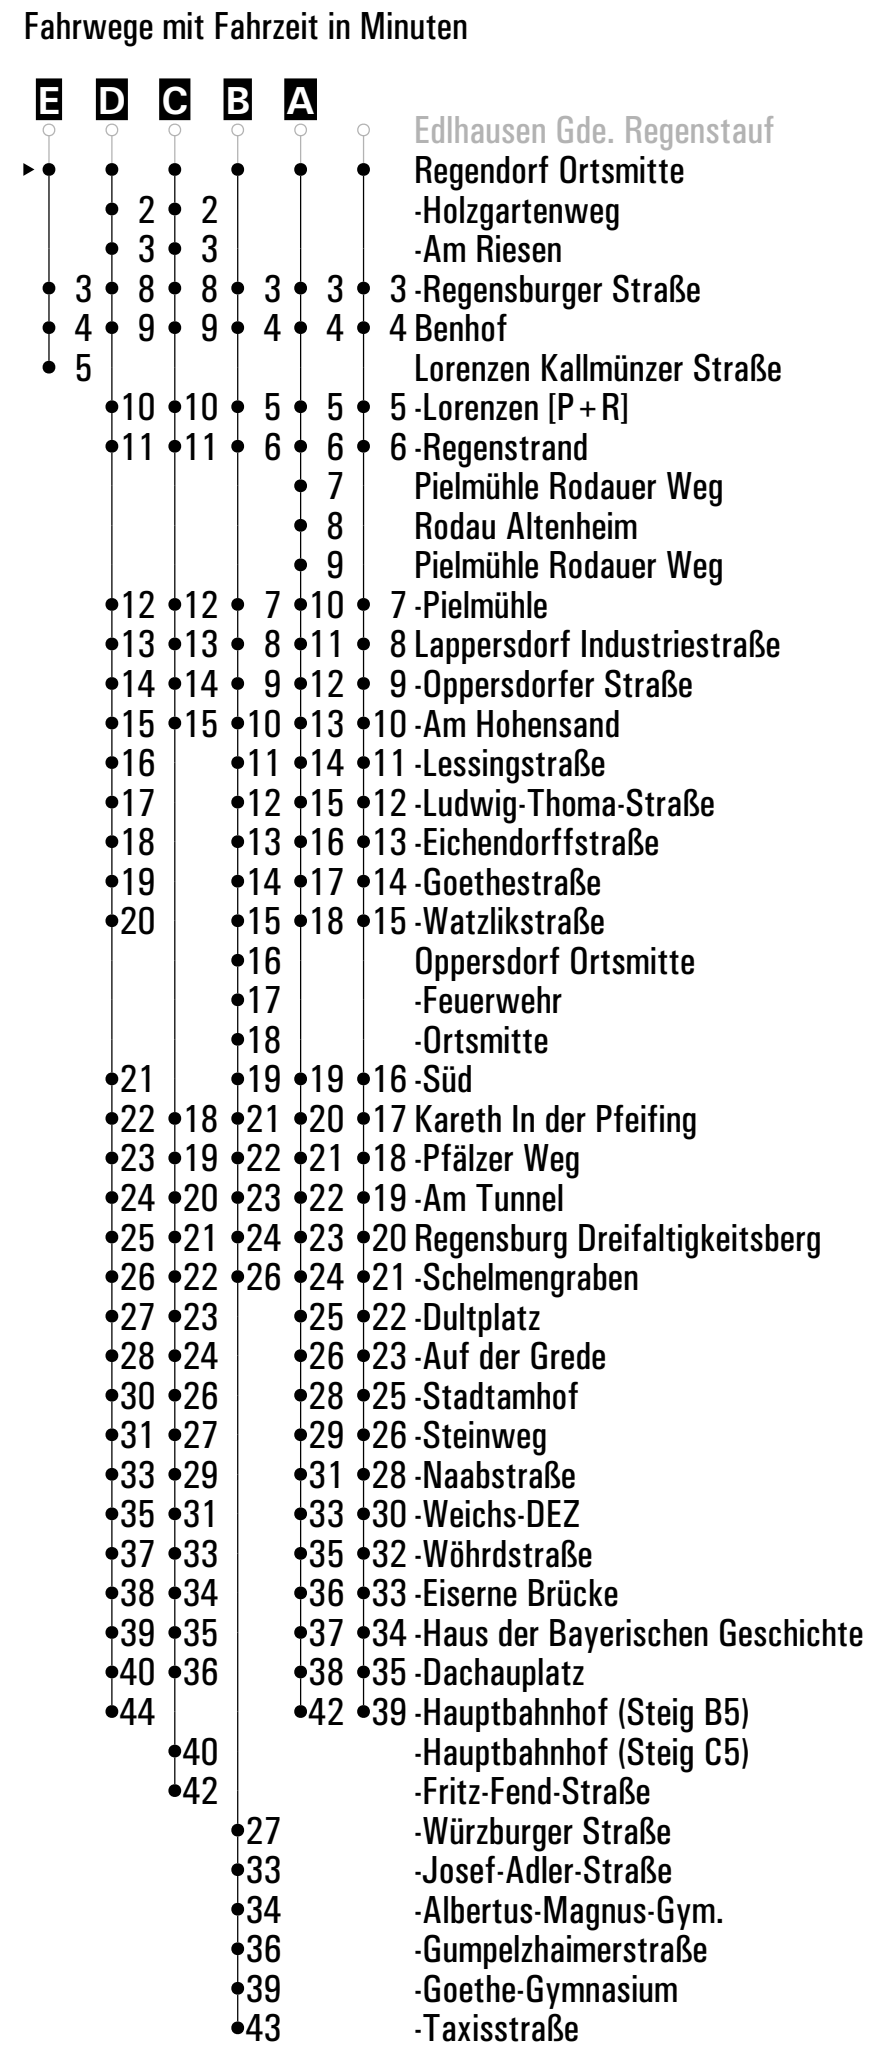 Fahrwege mit Fahrzeit in Minuten
E D C B A
Edlhausen Gde. Regenstauf
Regendorf Ortsmitte
2 2 -Holzgartenweg
3 3 -Am Riesen
3 8 8 3 3 3 -Regensburger Straße
4 9 9 4 4 4 Benhof
5 Lorenzen Kallmünzer Straße
10 10 5 5 5 -Lorenzen [P+R]
11 11 6 6 6 -Regenstrand
7 Pielmühle Rodauer Weg
8 Rodau Altenheim
9 Pielmühle Rodauer Weg
12 12 7 10 7 -Pielmühle
13 13 8 11 8 Lappersdorf Industriestraße
14 14 9 12 9 -Oppersdorfer Straße
15 15 10 13 10 -Am Hohensand
16 11 14 11 -Lessingstraße
17 12 15 12 -Ludwig-Thoma-Straße
18 13 16 13 -Eichendorffstraße
19 14 17 14 -Goethestraße
20 15 18 15 -Watzlikstraße
16 Oppersdorf Ortsmitte
17 -Feuerwehr
18 -Ortsmitte
21 19 19 16 -Süd
22 18 21 20 17 Kareth In der Pfeifing
23 19 22 21 18 -Pfälzer Weg
24 20 23 22 19 -Am Tunnel
25 21 24 23 20 Regensburg Dreifaltigkeitsberg
26 22 26 24 21 -Schelmengraben
27 23 25 22 -Dultplatz
28 24 26 23 -Auf der Grede
30 26 28 25 -Stadtamhof
31 27 29 26 -Steinweg
33 29 31 28 -Naabstraße
35 31 33 30 -Weichs-DEZ
37 33 35 32 -Wöhrdstraße
38 34 36 33 -Eiserne Brücke
39 35 37 34 -Haus der Bayerischen Geschichte
40 36 38 35 -Dachauplatz
44 42 39 -Hauptbahnhof (Steig B5)
40 -Hauptbahnhof (Steig C5)
42 -Fritz-Fend-Straße
27 -Würzburger Straße
33 -Josef-Adler-Straße
34 -Albertus-Magnus-Gym.
36 -Gumpelzhaimerstraße
39 -Goethe-Gymnasium
43 -Taxisstraße